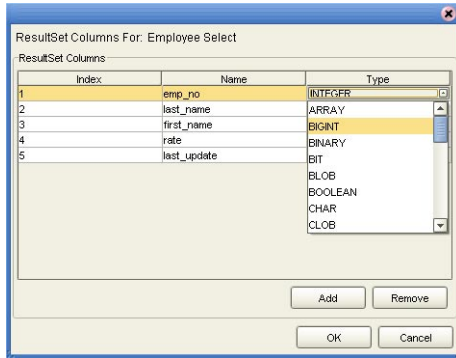 ResultSet Columns For: Employee Select
ResultSet Columns
Index Name Type
1 emp_no INTEGER
2 last_name ARRAY
3 first_name BIGINT
4 rate BINARY
5 last_update BIT
BLOB
BOOLEAN
CHAR
CLOB
Add Remove
OK Cancel